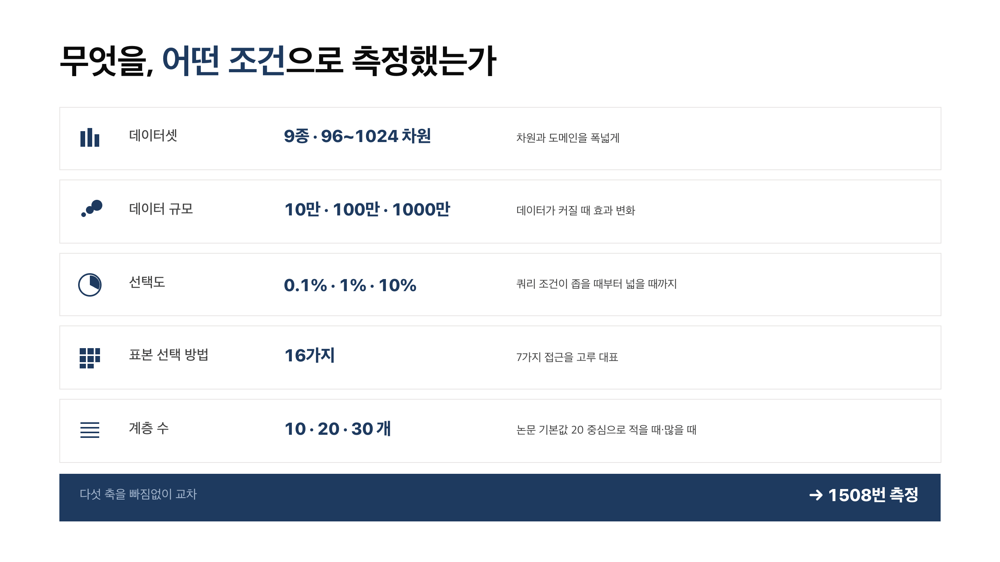 무엇을, 어떤 조건으로 측정했는가
데이터셋 9종 · 96~1024 차원 차원과 도메인을 폭넓게
데이터 규모 10만 · 100만 · 1000만 데이터가 커질 때 효과 변화
선택도 0.1% · 1% · 10% 쿼리 조건이 좁을 때부터 넓을 때까지
표본 선택 방법 16가지 7가지 접근을 고루 대표
계층 수 10 · 20 · 30 개 논문 기본값 20 중심으로 적을 때·많을 때
다섯 축을 빠짐없이 교차 → 1508번 측정